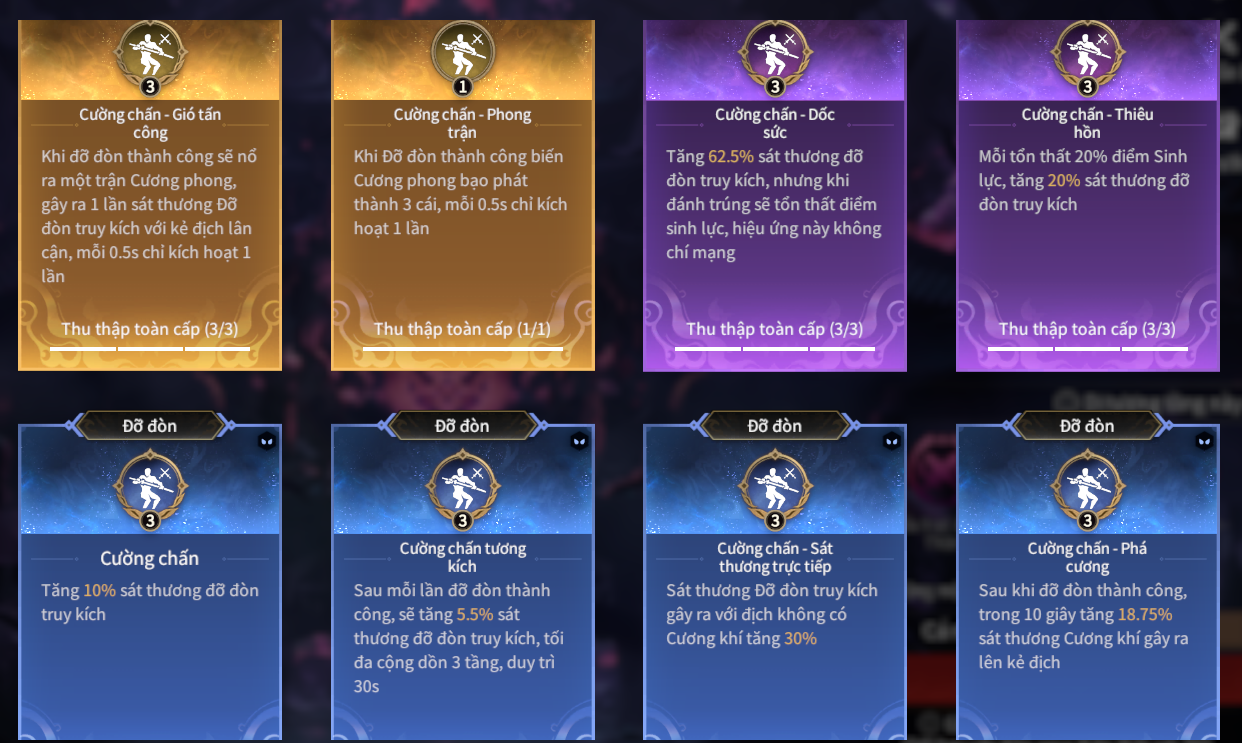 3
Cường chấn - Gió tấn
công
Khi đỡ đòn thành công sẽ nổ
ra một trận Cương phong,
gây ra 1 lần sát thương Đỡ
đòn truy kích với kẻ địch lân
cận, mỗi 0.5s chỉ kích hoạt 1
lần
Thu thập toàn cấp (3/3)
1
Cường chấn - Phong
trận
Khi Đỡ đòn thành công biến
Cương phong bạo phát
thành 3 cái, mỗi 0.5s chỉ kích
hoạt 1 lần
Thu thập toàn cấp (1/1)
3
Cường chấn - Dốc
sức
Tăng 62.5% sát thương đỡ
đòn truy kích, nhưng khi
đánh trúng sẽ tổn thất điểm
sinh lực, hiệu ứng này không
chí mạng
Thu thập toàn cấp (3/3)
3
Cường chấn - Thiêu
hồn
Mỗi tổn thất 20% điểm Sinh
lực, tăng 20% sát thương đỡ
đòn truy kích
Thu thập toàn cấp (3/3)
Đỡ đòn
3
Cường chấn
Tăng 10% sát thương đỡ đòn
truy kích
Đỡ đòn
3
Cường chấn tương
kích
Sau mỗi lần đỡ đòn thành
công, sẽ tăng 5.5% sát
thương đỡ đòn truy kích, tối
đa cộng dồn 3 tầng, duy trì
30s
Đỡ đòn
3
Cường chấn - Sát
thương trực tiếp
Sát thương Đỡ đòn truy kích
gây ra với địch không có
Cương khí tăng 30%
Đỡ đòn
3
Cường chấn - Phá
cương
Sau khi đỡ đòn thành công,
trong 10 giây tăng 18.75%
sát thương Cương khí gây ra
lên kẻ địch